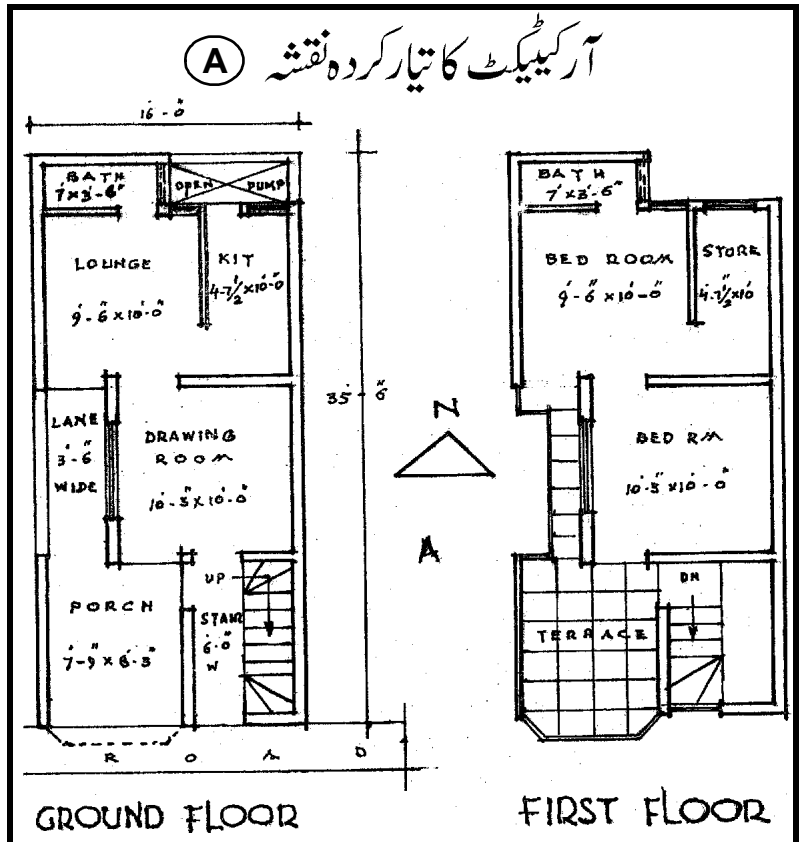 آرکیٹیکٹ کا تیار کردہ نقشہ A
16'-0"
BATH
7'x3'-6"
OPEN PUMP
LOUNGE
9'-6"x10'-0"
KIT
4'-7½"x10'-0"
LANE
3'-6"
WIDE
DRAWING
ROOM
10'-3"x10'-0"
UP
STAIR
6'-0"
W
PORCH
7'-9"x8'-3"
ROAD
35'-6"
N
A
GROUND FLOOR
BATH
7'x3'-6"
BED ROOM
9'-6"x10'-0"
STORE
4'-7½"x10'
BED RM
10'-3"x10'-0"
DN
TERRACE
FIRST FLOOR